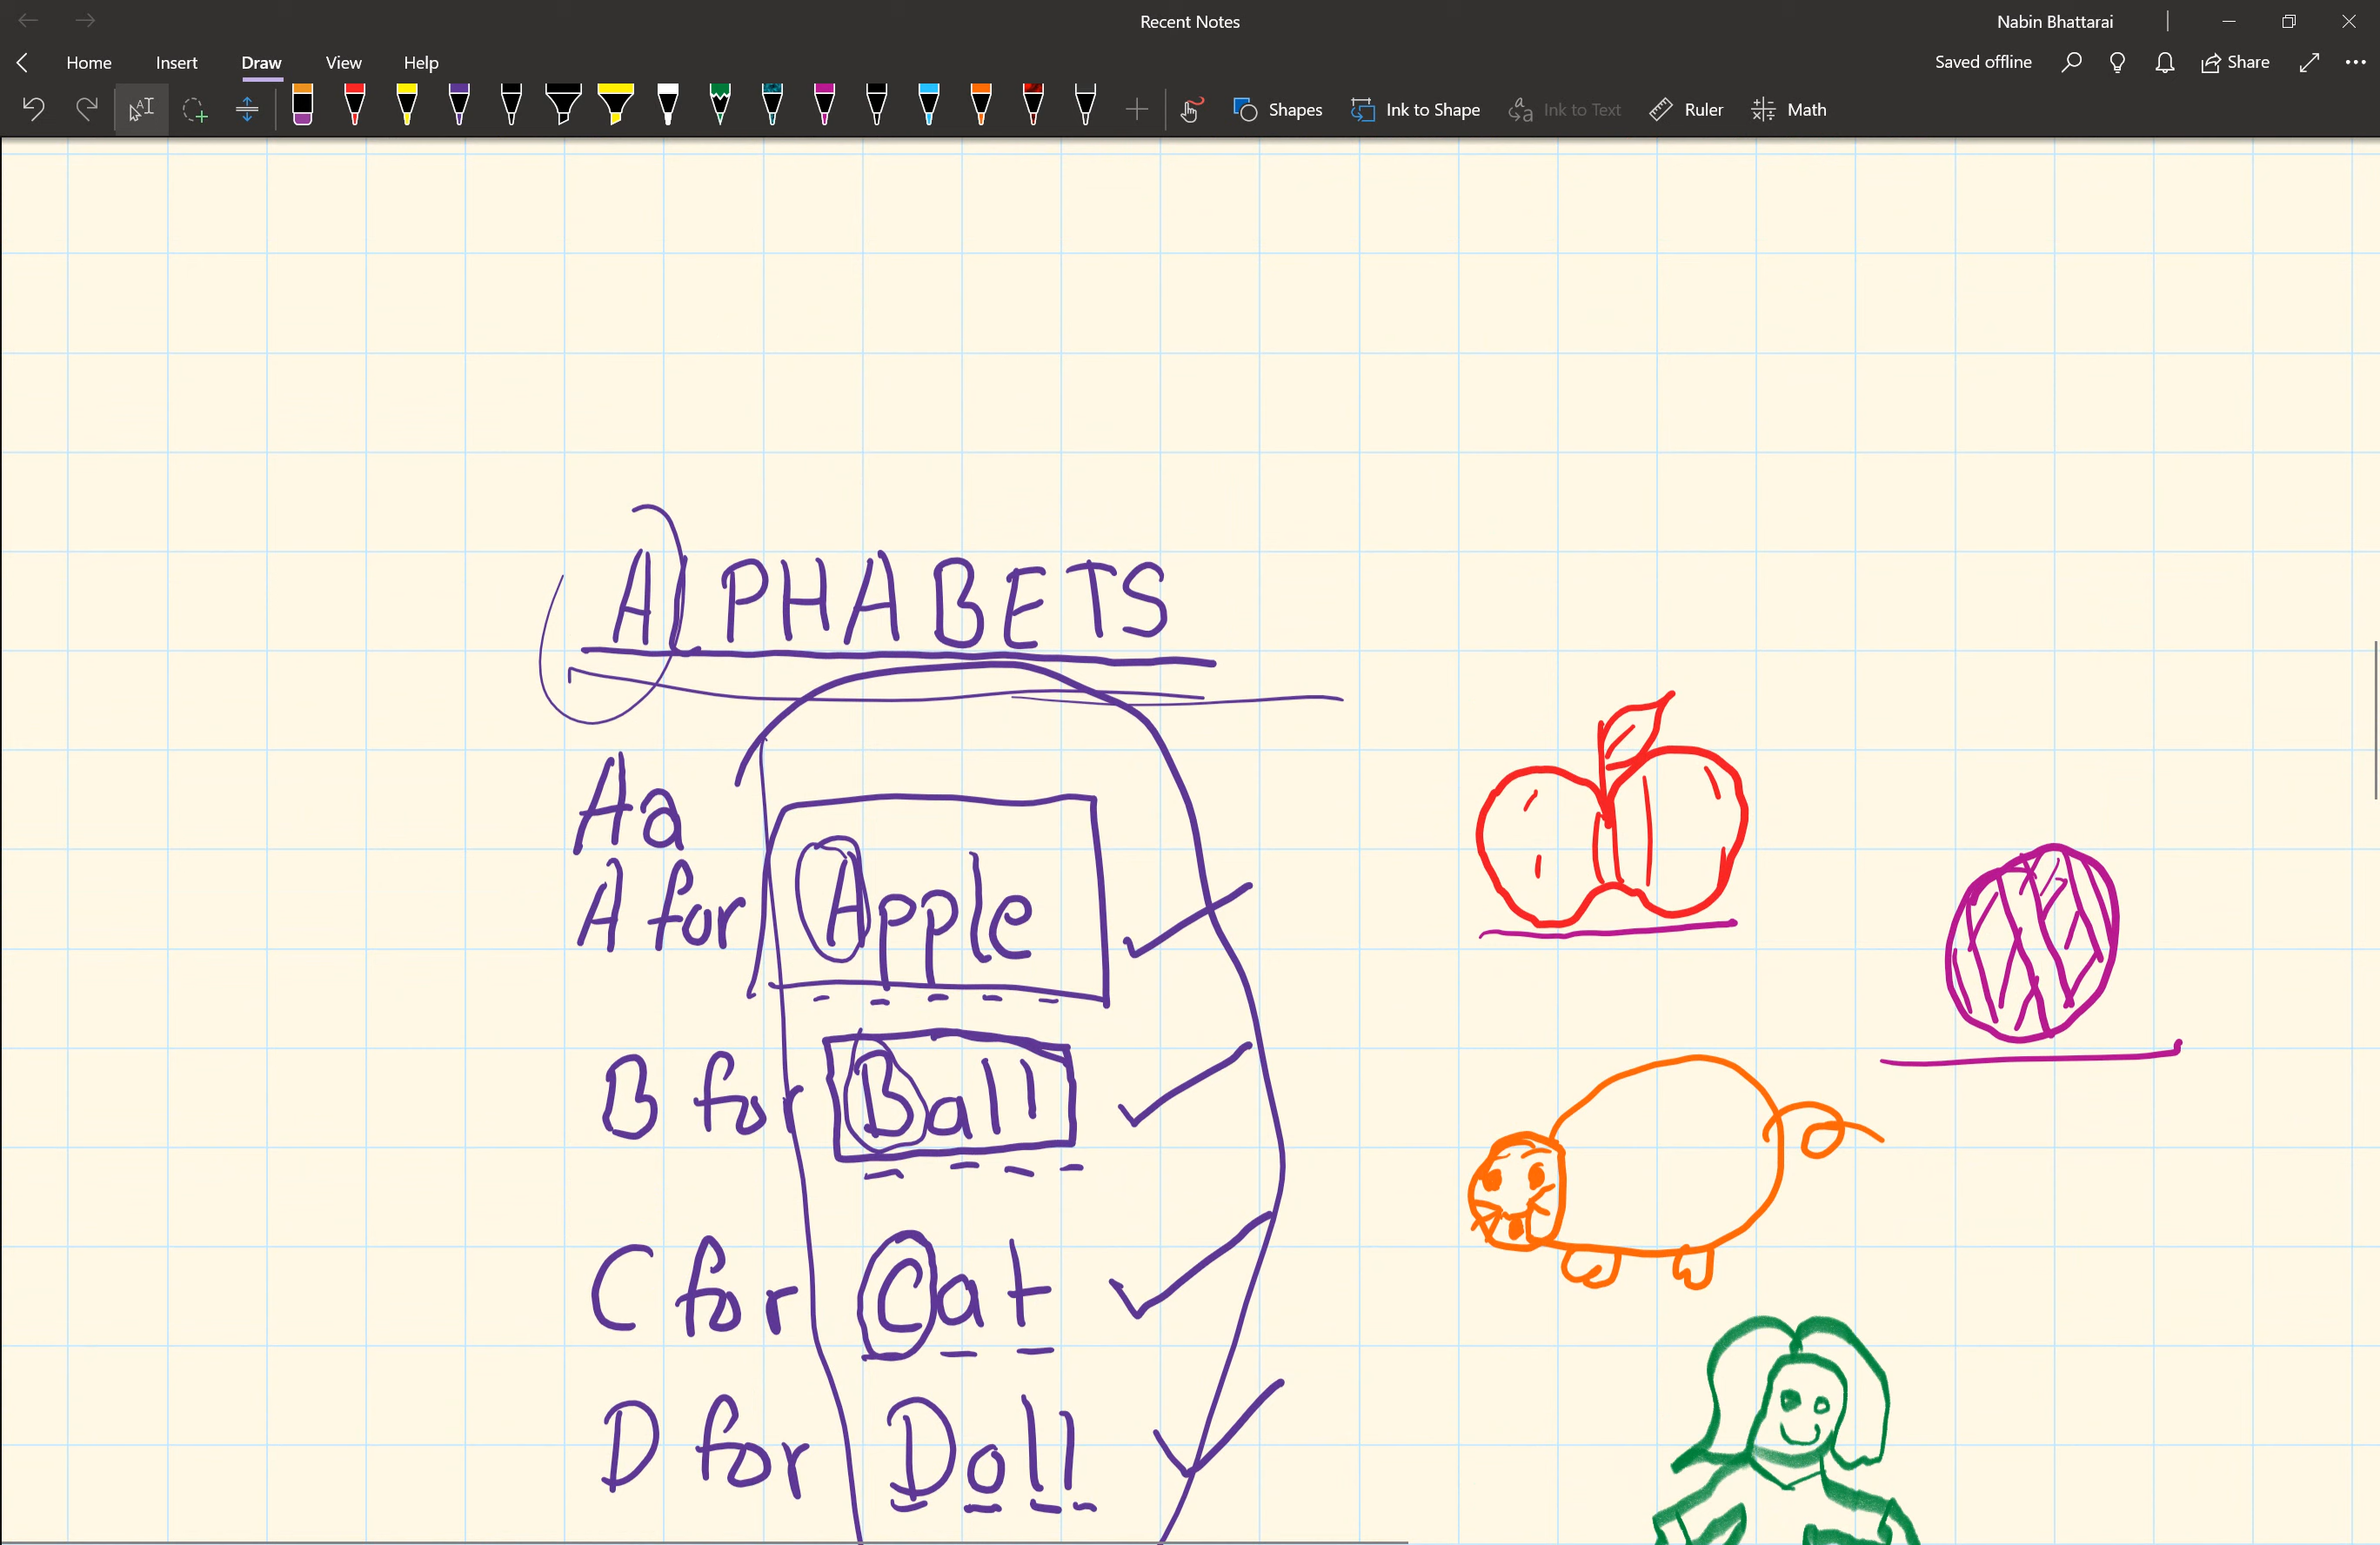 Recent Notes
Nabin Bhattarai
Home Insert Draw View Help
Saved offline
Share
Shapes
Ink to Shape
Ink to Text
Ruler
Math
ALPHABETS
Aa
A for Apple
B for Ball
C for Cat
D for Doll